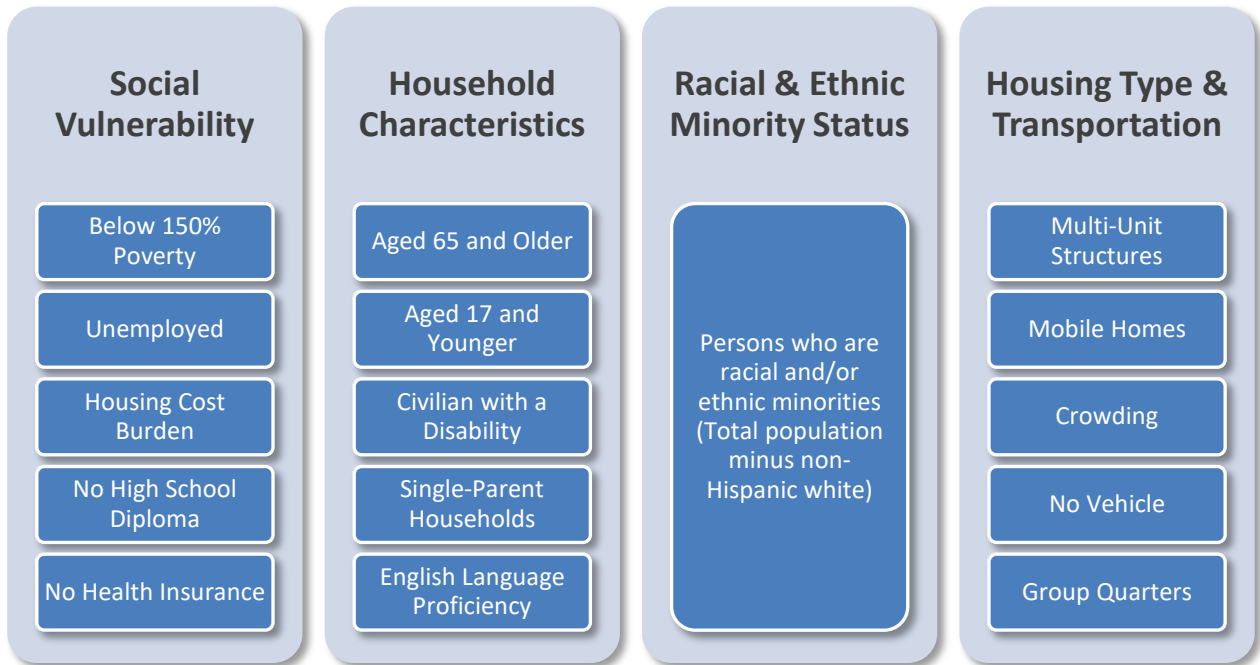 Social
Vulnerability
Below 150%
Poverty
Unemployed
Housing Cost
Burden
No High School
Diploma
No Health Insurance
Household
Characteristics
Aged 65 and Older
Aged 17 and
Younger
Civilian with a
Disability
Single-Parent
Households
English Language
Proficiency
Racial & Ethnic
Minority Status
Persons who are
racial and/or
ethnic minorities
(Total population
minus non-
Hispanic white)
Housing Type &
Transportation
Multi-Unit
Structures
Mobile Homes
Crowding
No Vehicle
Group Quarters